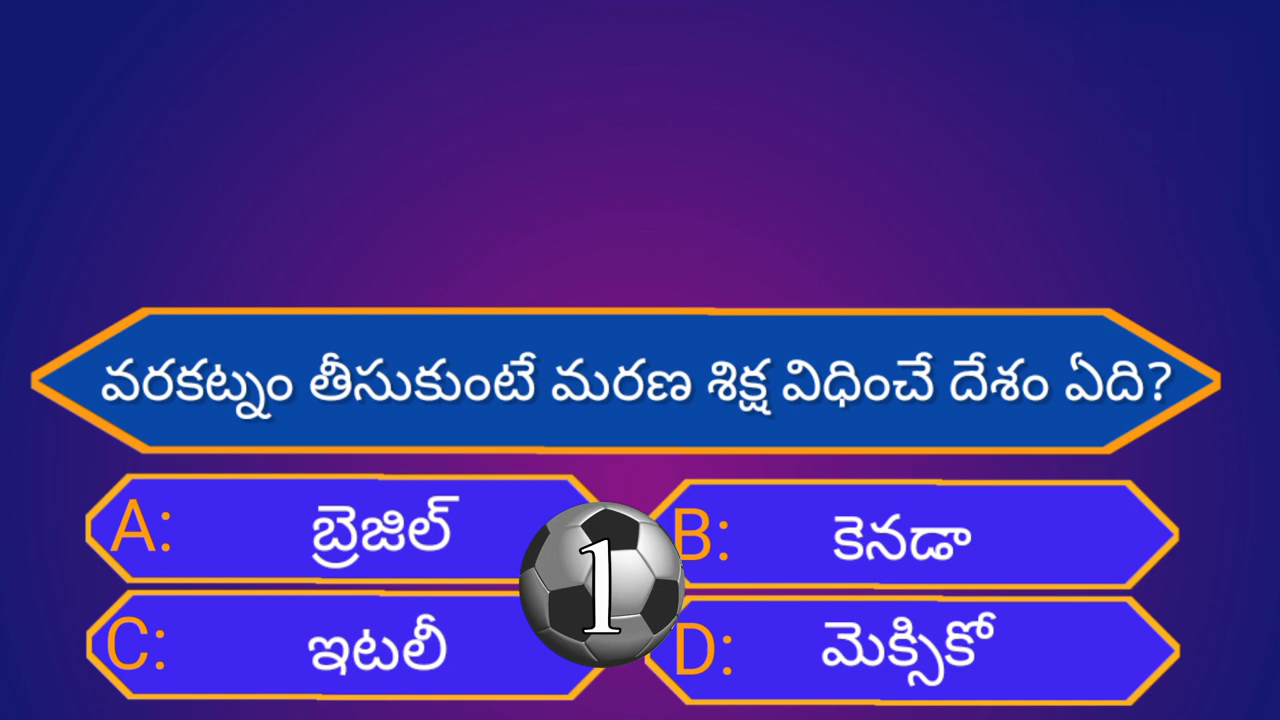 వరకట్నం తీసుకుంటే మరణ శిక్ష విధించే దేశం ఏది?
A: బ్రెజిల్
B: కెనడా
1
C: ఇటలీ
D: మెక్సికో